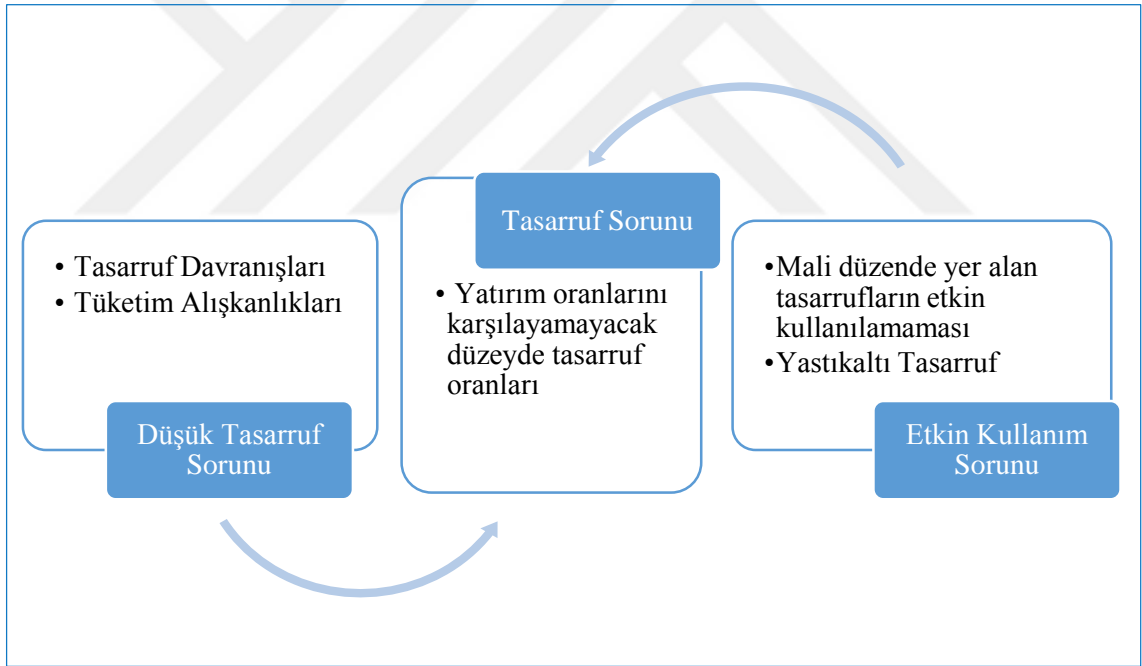 • Tasarruf Davranışları
• Tüketim Alışkanlıkları
Düşük Tasarruf
Sorunu
Tasarruf Sorunu
• Yatırım oranlarını
karşılayamayacak
düzeyde tasarruf
oranları
•Mali düzende yer alan
tasarrufların etkin
kullanılamaması
•Yastıkaltı Tasarruf
Etkin Kullanım
Sorunu